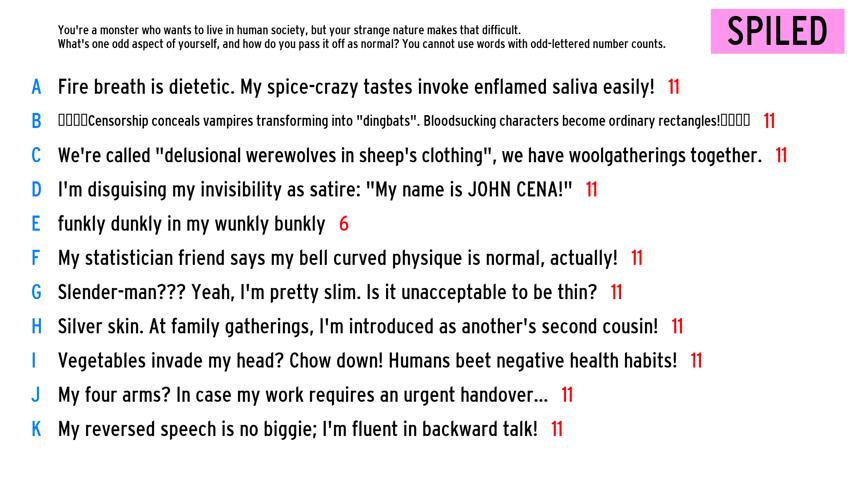 You're a monster who wants to live in human society, but your strange nature makes that difficult.
What's one odd aspect of yourself, and how do you pass it off as normal? You cannot use words with odd-lettered number counts.
SPILED
A Fire breath is dietetic. My spice-crazy tastes invoke enflamed saliva easily! 11
B ▯▯▯▯Censorship conceals vampires transforming into "dingbats". Bloodsucking characters become ordinary rectangles!▯▯▯▯ 11
C We're called "delusional werewolves in sheep's clothing", we have woolgatherings together. 11
D I'm disguising my invisibility as satire: "My name is JOHN CENA!" 11
E funkly dunkly in my wunkly bunkly 6
F My statistician friend says my bell curved physique is normal, actually! 11
G Slender-man??? Yeah, I'm pretty slim. Is it unacceptable to be thin? 11
H Silver skin. At family gatherings, I'm introduced as another's second cousin! 11
I Vegetables invade my head? Chow down! Humans beet negative health habits! 11
J My four arms? In case my work requires an urgent handover... 11
K My reversed speech is no biggie; I'm fluent in backward talk! 11